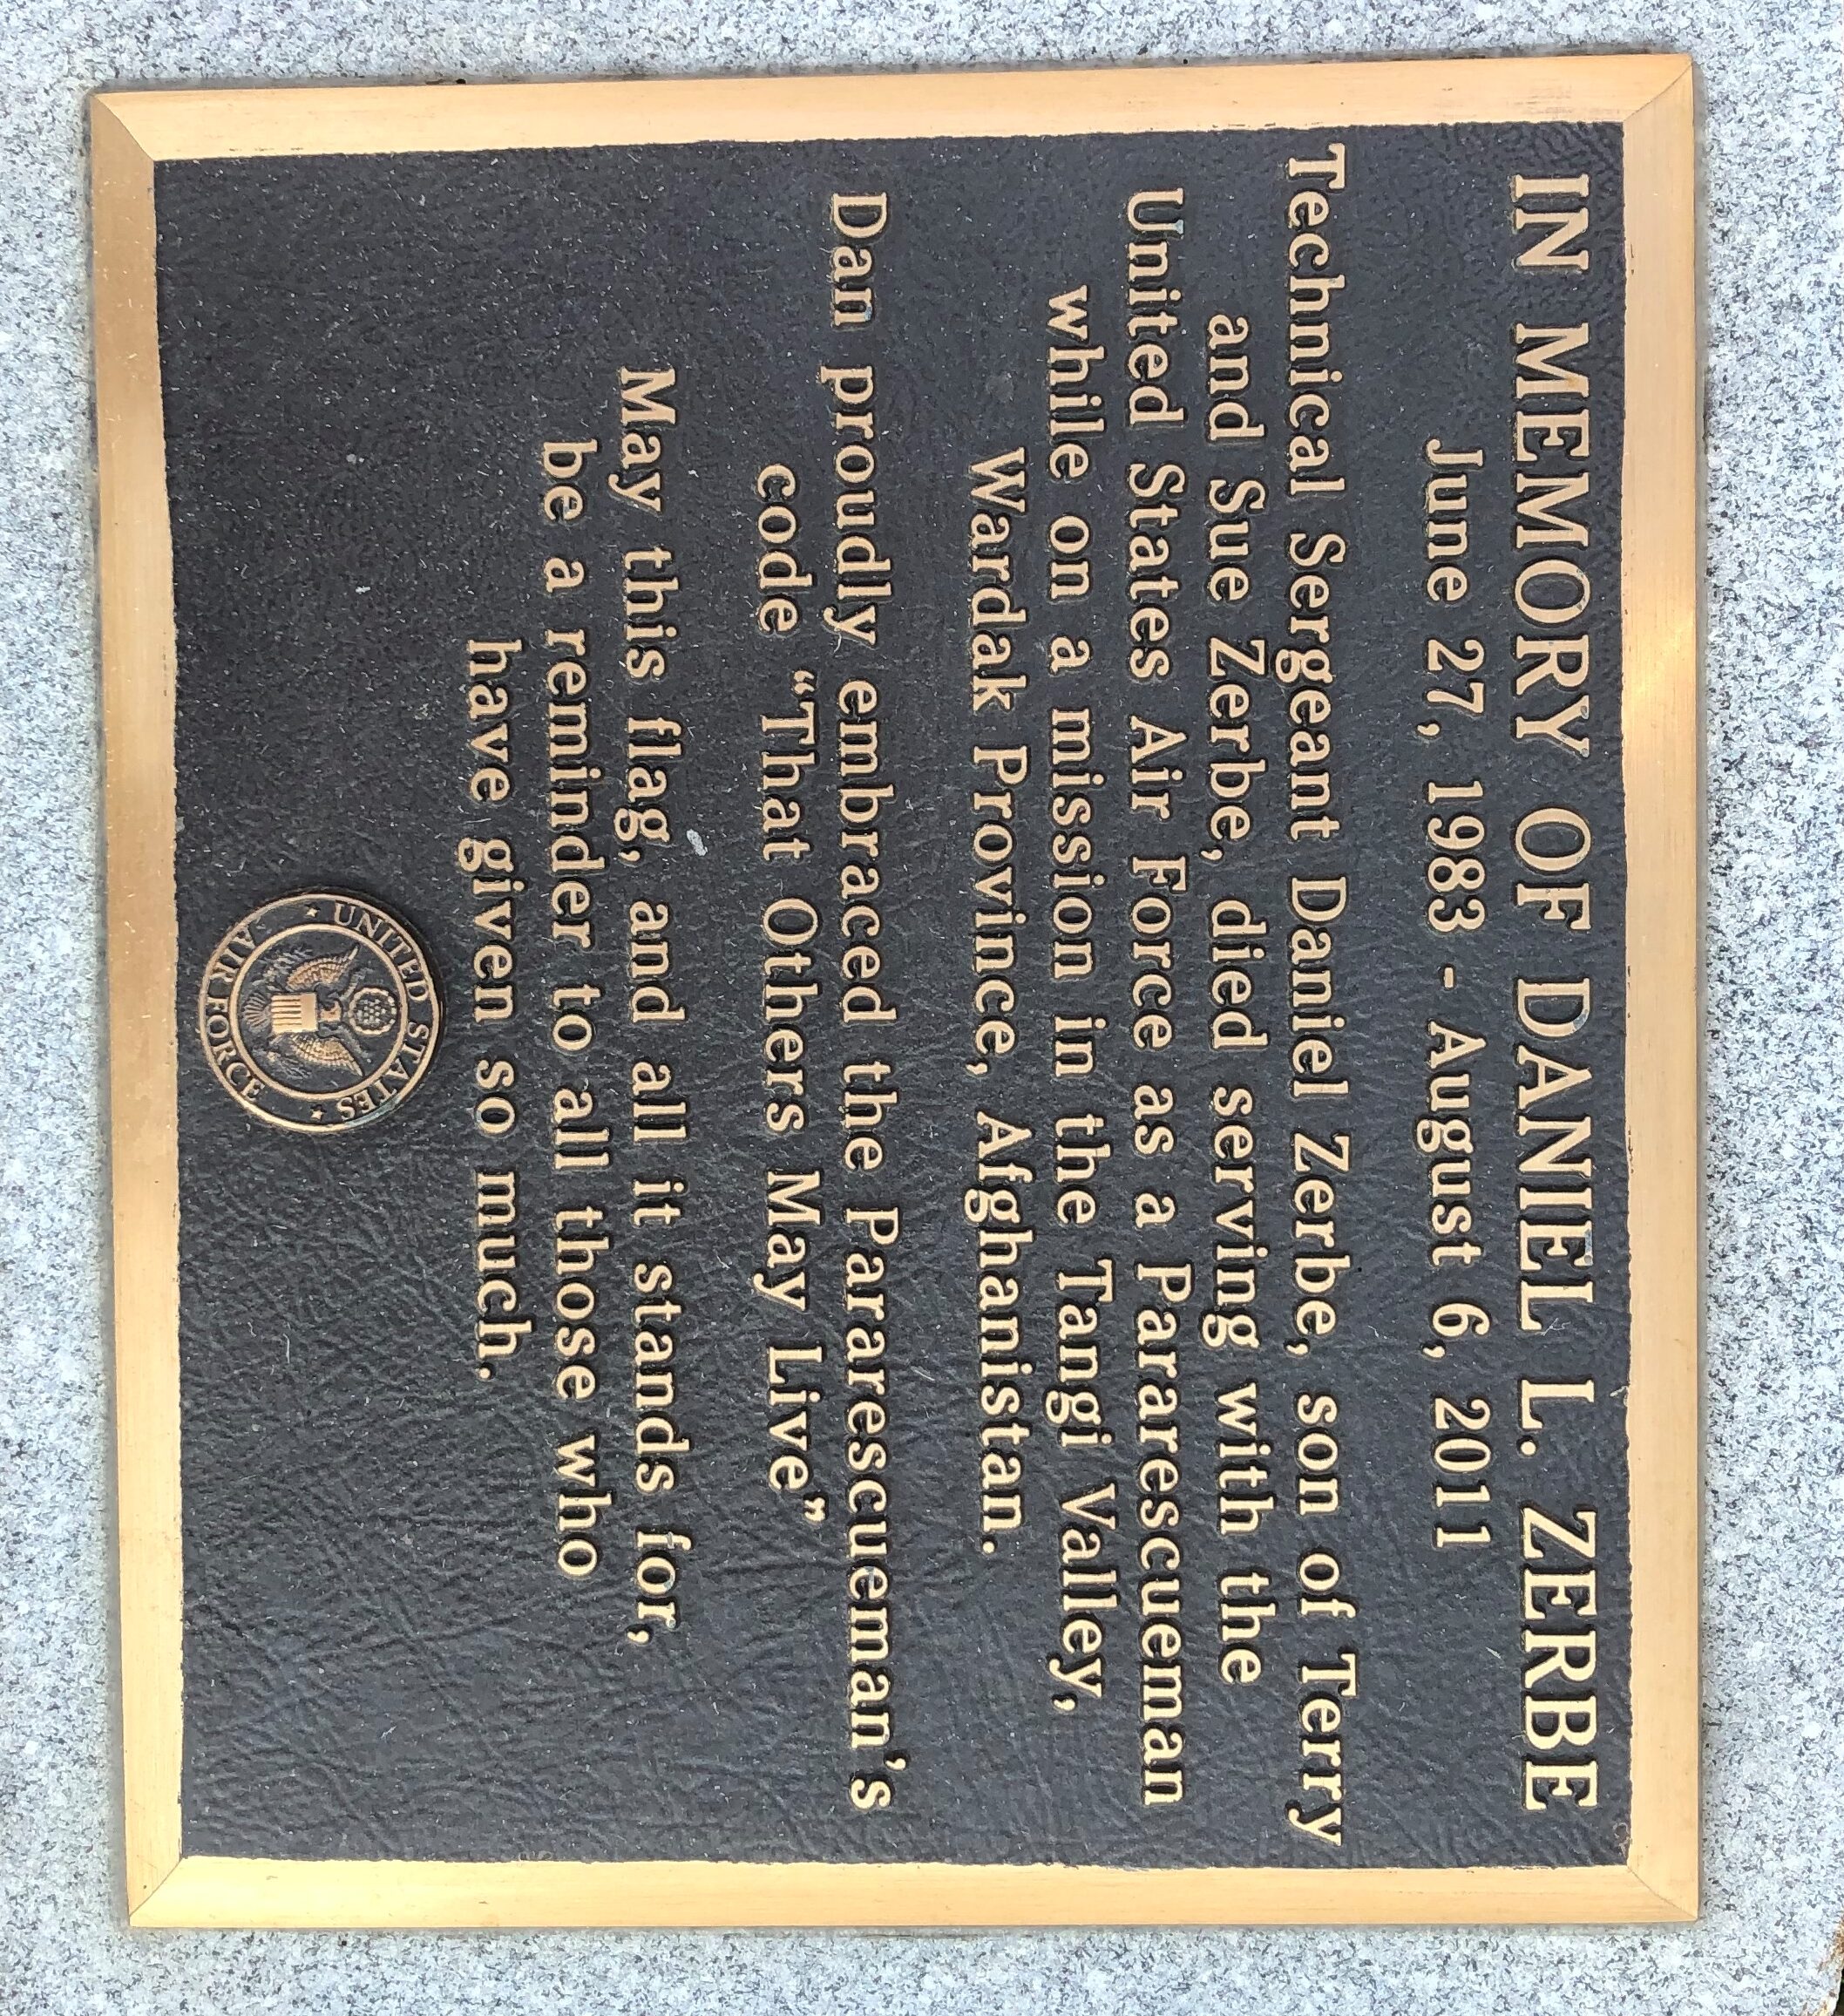 IN MEMORY OF DANIEL L. ZERBE
June 27, 1983 - August 6, 2011
Technical Sergeant Daniel Zerbe, son of Terry
and Sue Zerbe, died serving with the
United States Air Force as a Pararescueman
while on a mission in the Tangi Valley,
Wardak Province, Afghanistan.
Dan proudly embraced the Pararescueman's
code “That Others May Live”
May this flag, and all it stands for,
be a reminder to all those who
have given so much.
UNITED STATES
AIR FORCE